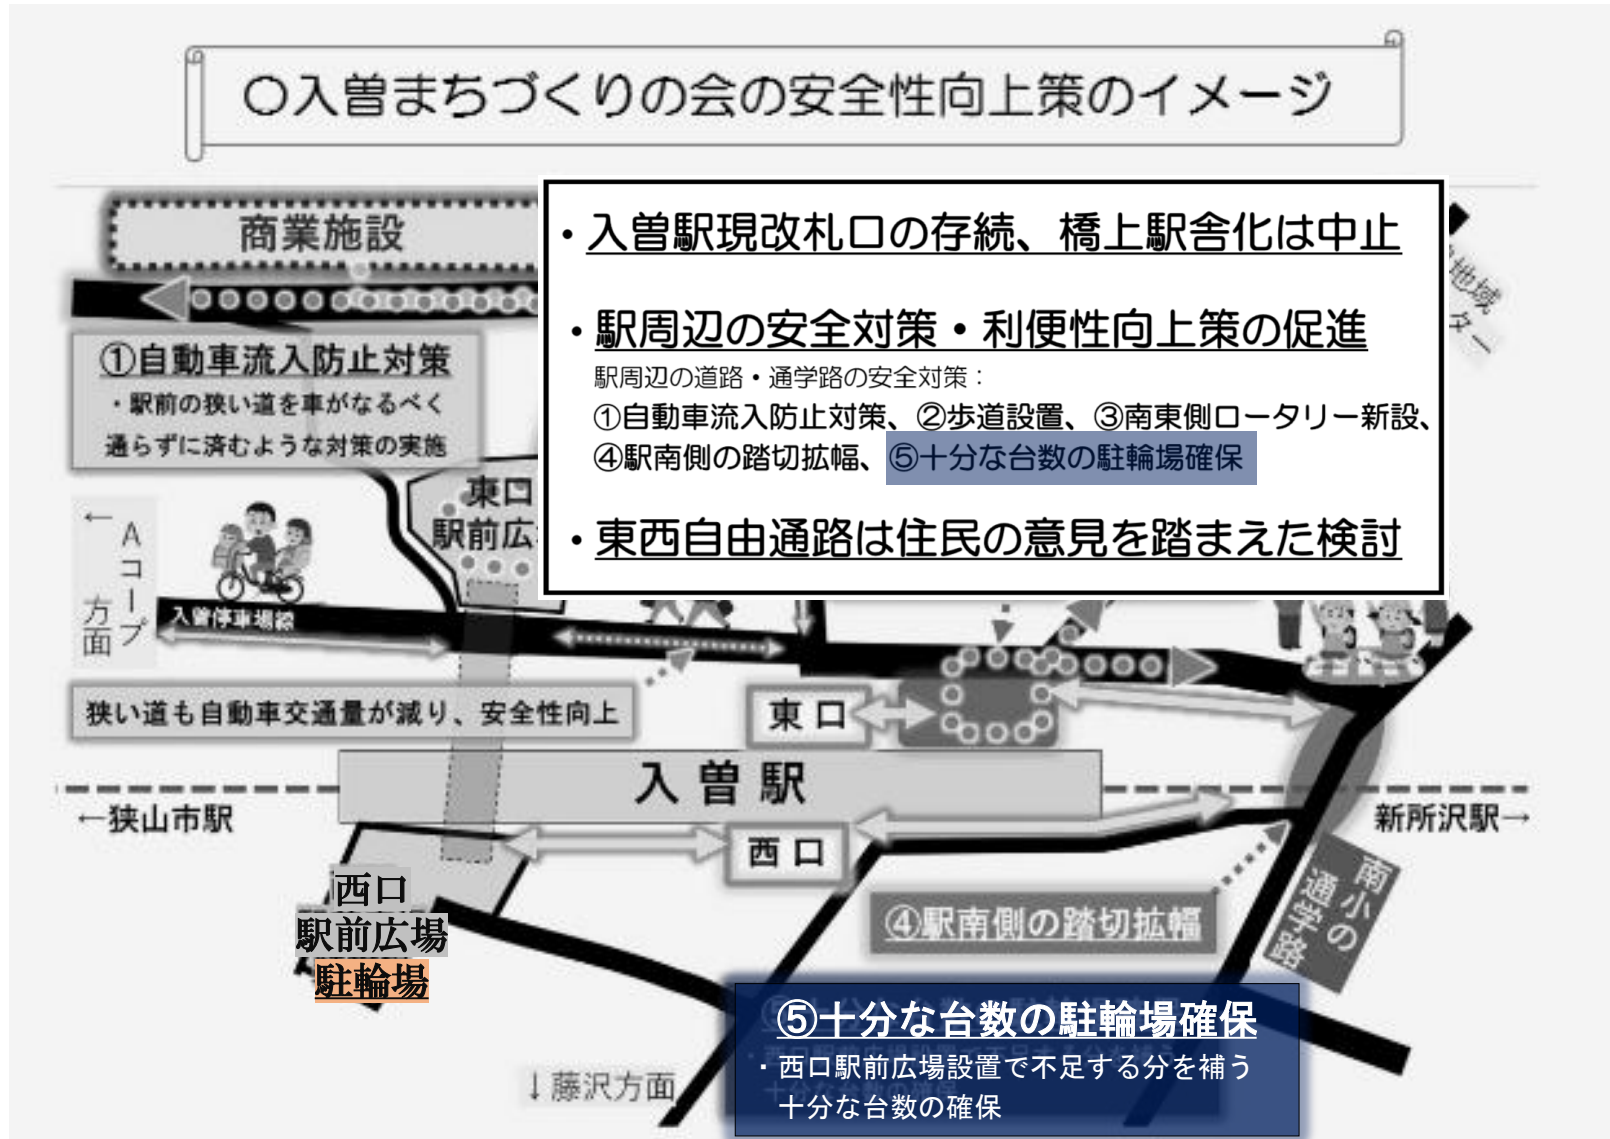 〇入曽まちづくりの会の安全性向上策のイメージ
商業施設
・入曽駅現改札口の存続、橋上駅舎化は中止
・駅周辺の安全対策・利便性向上策の促進
駅周辺の道路・通学路の安全対策：
①自動車流入防止対策、②歩道設置、③南東側ロータリー新設、
④駅南側の踏切拡幅、⑤十分な台数の駐輪場確保
・東西自由通路は住民の意見を踏まえた検討
地域
ター
①自動車流入防止対策
・駅前の狭い道を車がなるべく
通らずに済むような対策の実施
東口
駅前広
←Aコープ
方面
入曽停車場線
狭い道も自動車交通量が減り、安全性向上
東口
入曽駅
←狭山市駅
新所沢駅→
西口
西口
駅前広場
駐輪場
④駅南側の踏切拡幅
南小の
通学路
⑤十分な台数の駐輪場確保
・西口駅前広場設置で不足する分を補う
十分な台数の確保
↓藤沢方面